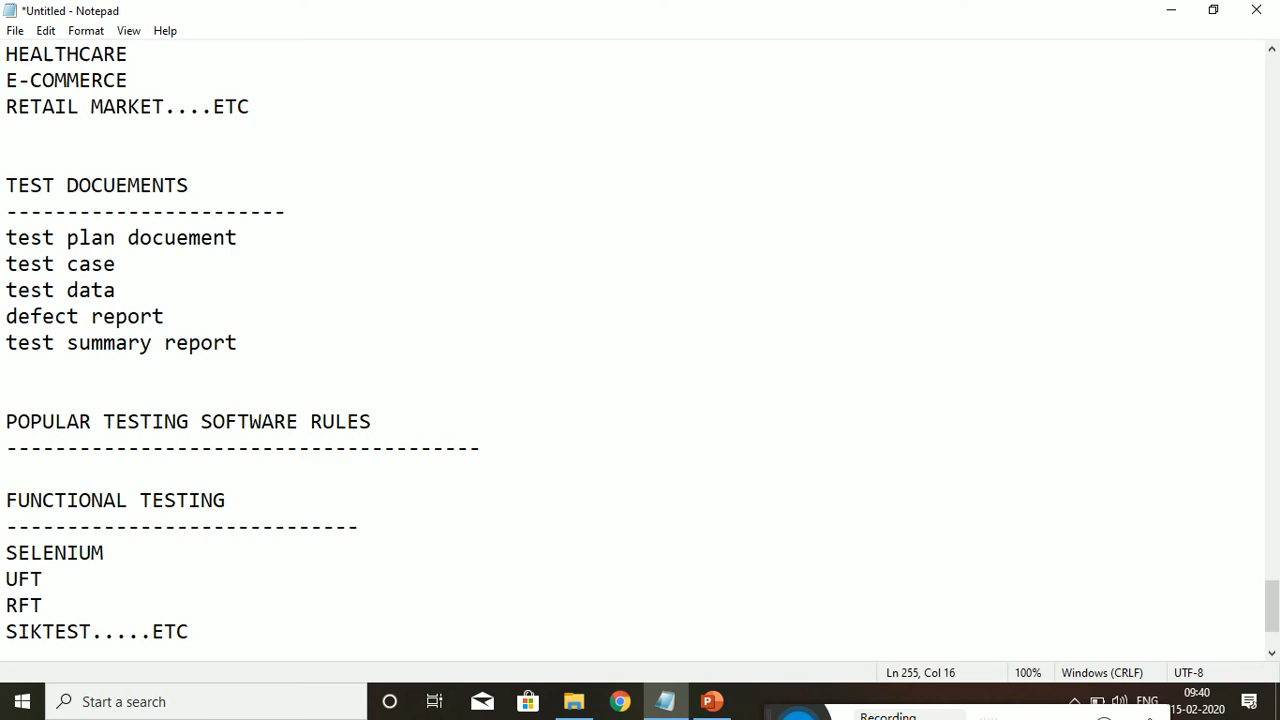 *Untitled - Notepad
File Edit Format View Help
HEALTHCARE
E-COMMERCE
RETAIL MARKET....ETC
TEST DOCUEMENTS
-----------------------
test plan docuement
test case
test data
defect report
test summary report
POPULAR TESTING SOFTWARE RULES
---------------------------------------
FUNCTIONAL TESTING
-----------------------------
SELENIUM
UFT
RFT
SIKTEST.....ETC
Ln 255, Col 16 100% Windows (CRLF) UTF-8
Start a search
ENG
09:40
15-02-2020
Recording